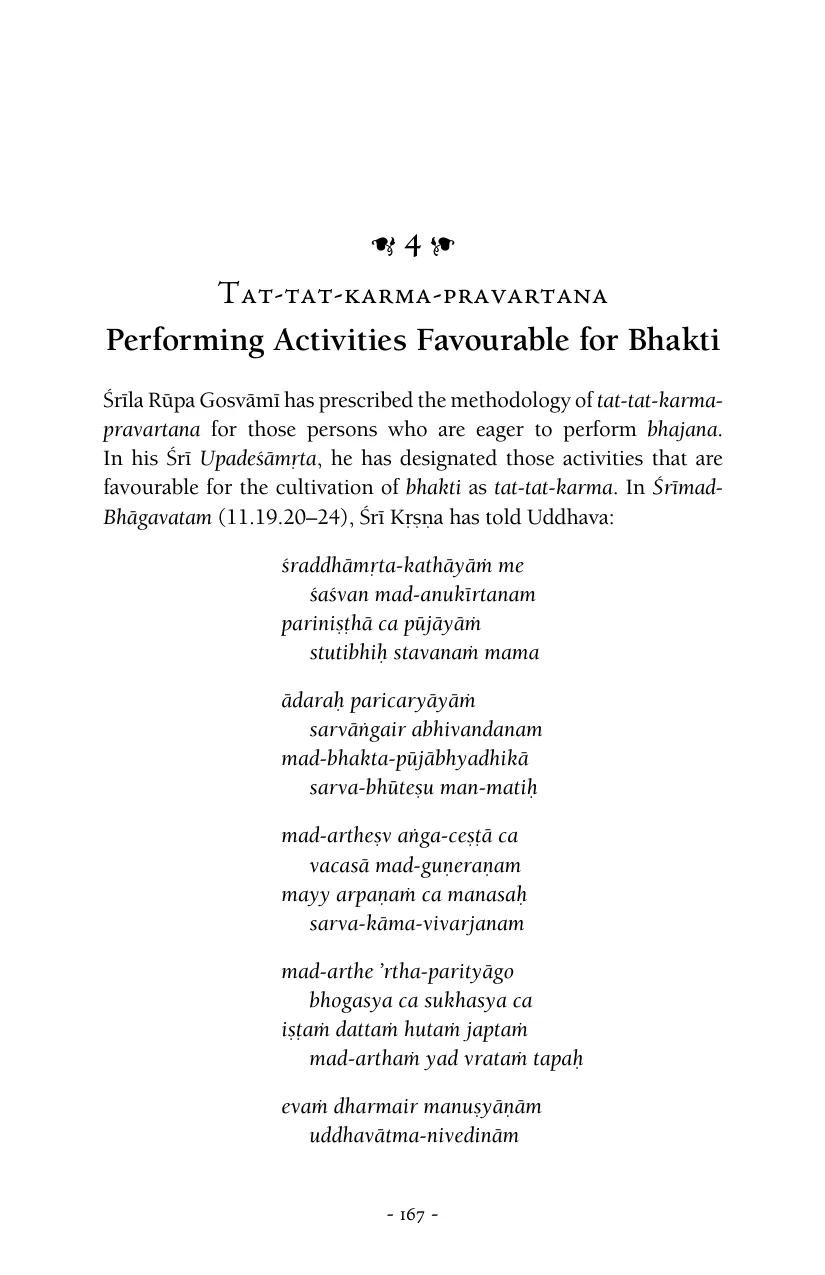 4
Tat-tat-karma-pravartana
Performing Activities Favourable for Bhakti
Śrīla Rūpa Gosvāmī has prescribed the methodology of tat-tat-karma-
pravartana for those persons who are eager to perform bhajana.
In his Śrī Upadeśāmṛta, he has designated those activities that are
favourable for the cultivation of bhakti as tat-tat-karma. In Śrīmad-
Bhāgavatam (11.19.20–24), Śrī Kṛṣṇa has told Uddhava:
śraddhāmṛta-kathāyāṁ me
śaśvan mad-anukīrtanam
pariniṣṭhā ca pūjāyāṁ
stutibhiḥ stavanaṁ mama
ādaraḥ paricaryāyāṁ
sarvāṅgair abhivandanam
mad-bhakta-pūjābhyadhikā
sarva-bhūteṣu man-matiḥ
mad-artheṣv aṅga-ceṣṭā ca
vacasā mad-guṇeraṇam
mayy arpaṇaṁ ca manasaḥ
sarva-kāma-vivarjanam
mad-arthe ’rtha-parityāgo
bhogasya ca sukhasya ca
iṣṭaṁ dattaṁ hutaṁ japtaṁ
mad-arthaṁ yad vrataṁ tapaḥ
evaṁ dharmair manuṣyāṇām
uddhavātma-nivedinām
- 167 -